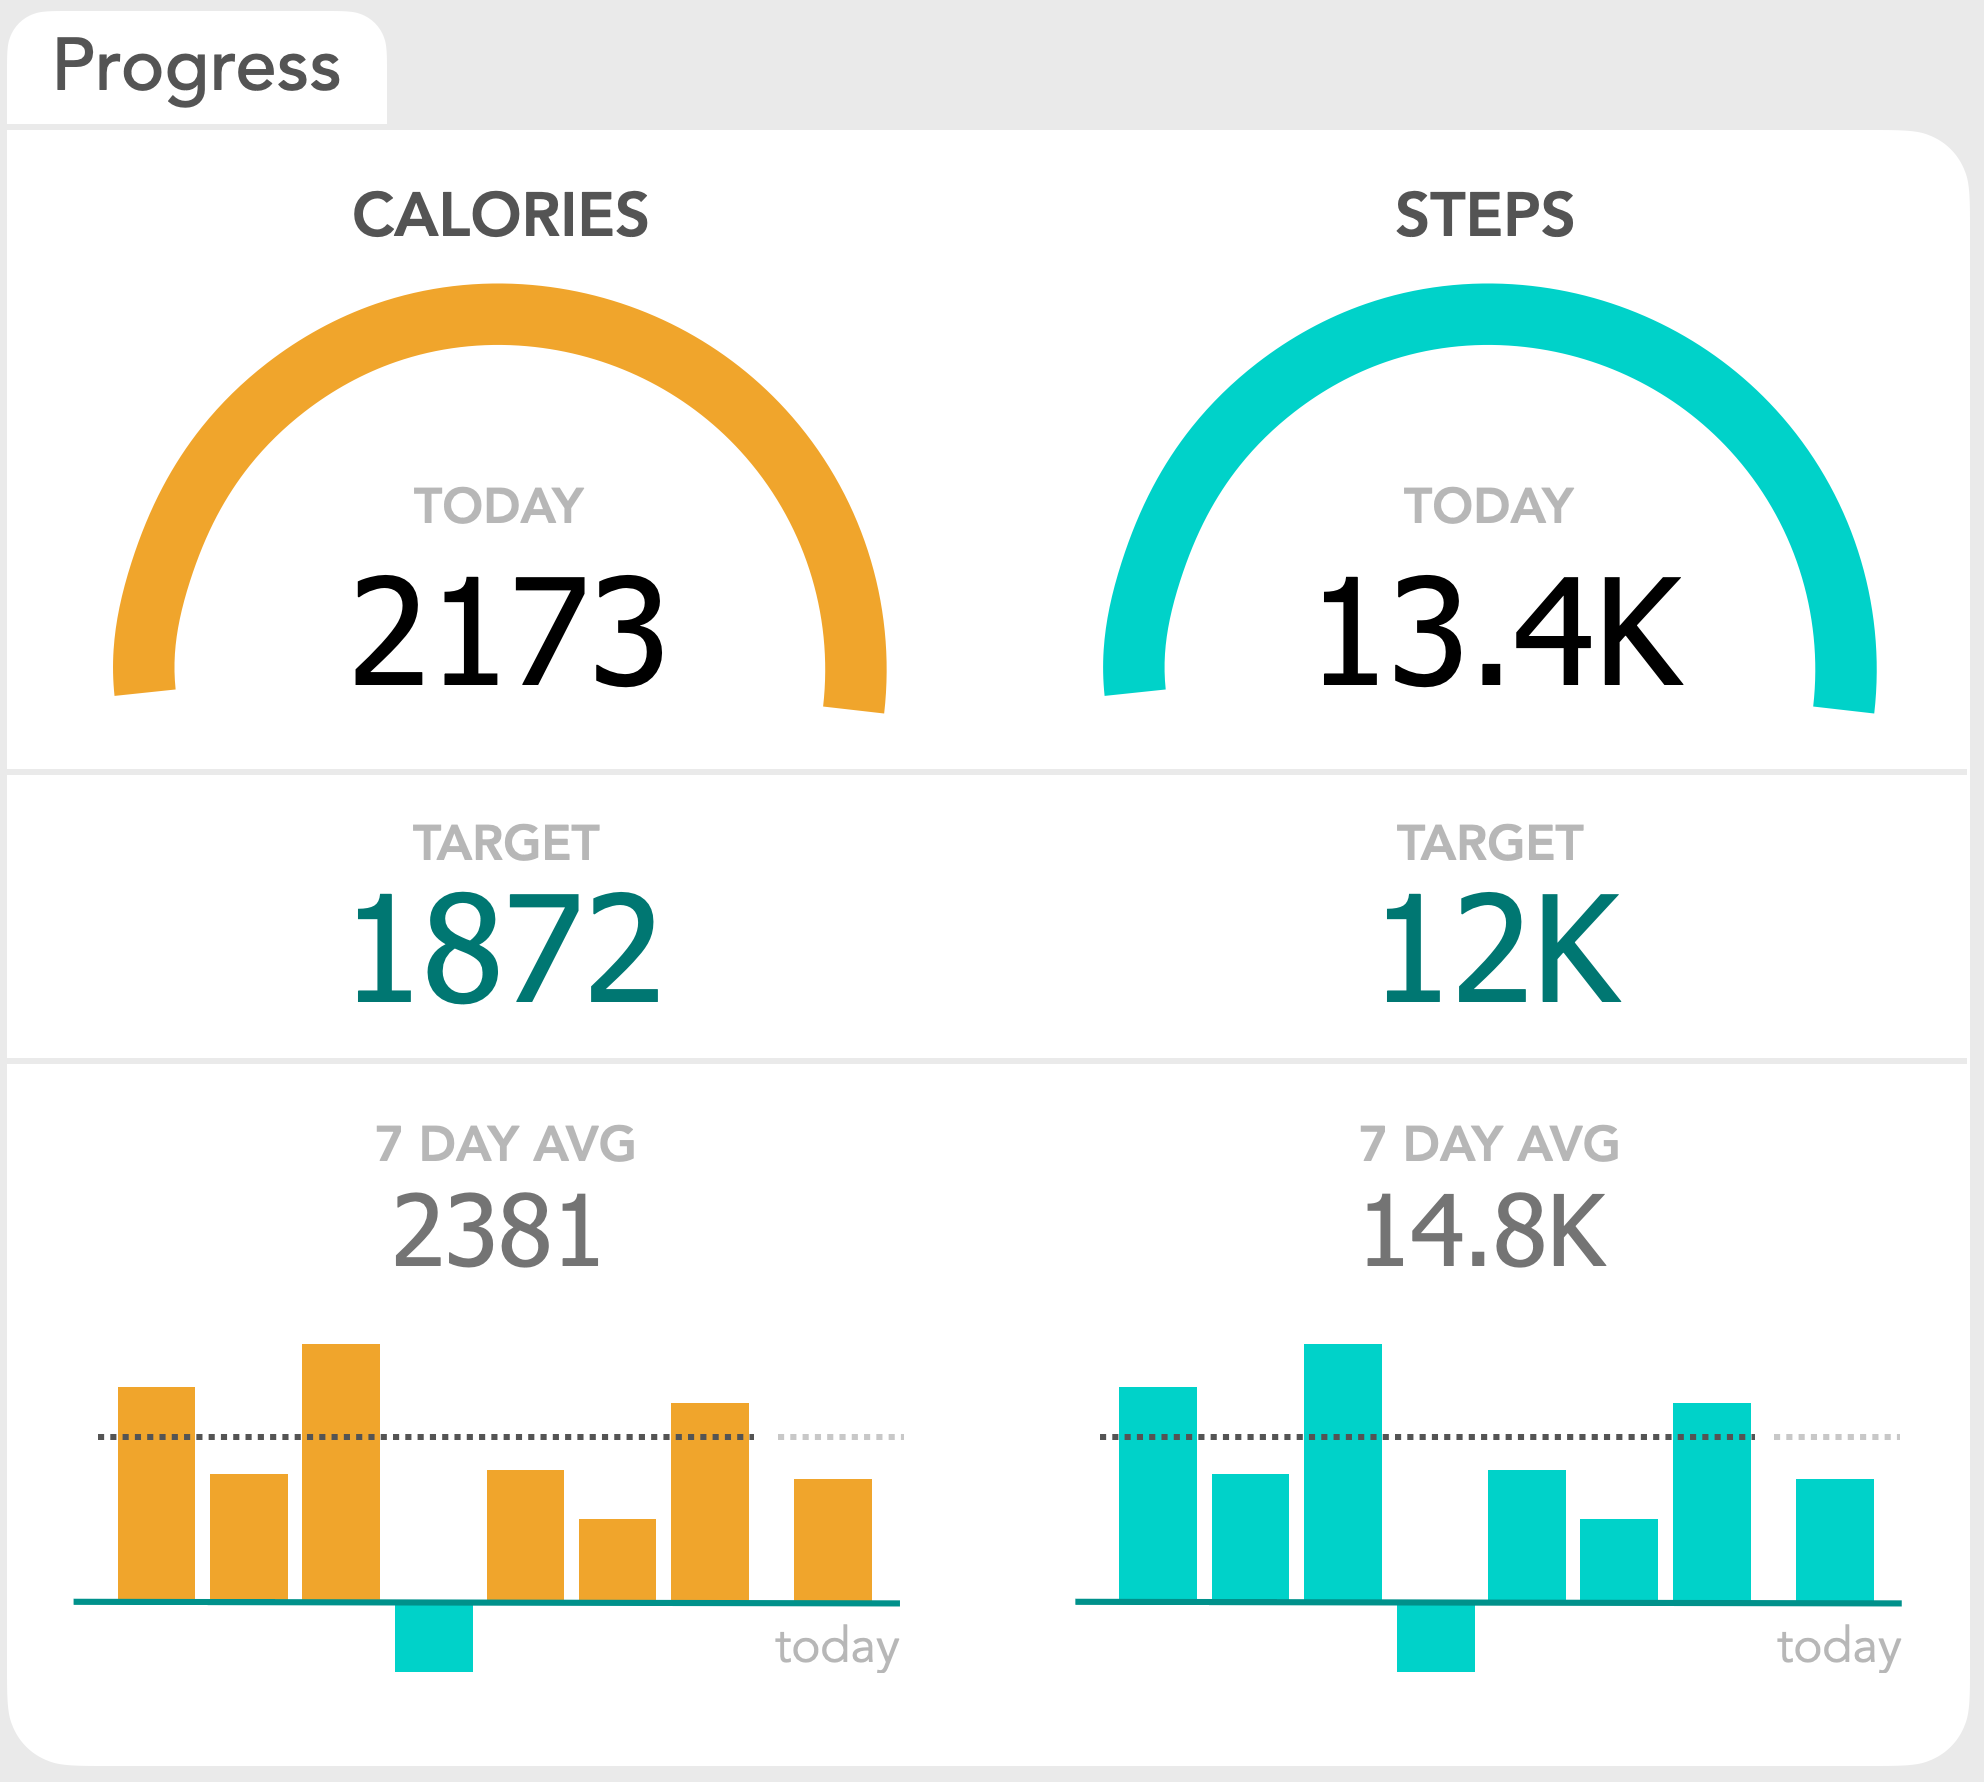 Progress
CALORIES
TODAY
2173
STEPS
TODAY
13.4K
TARGET
1872
TARGET
12K
7 DAY AVG
2381
today
7 DAY AVG
14.8K
today